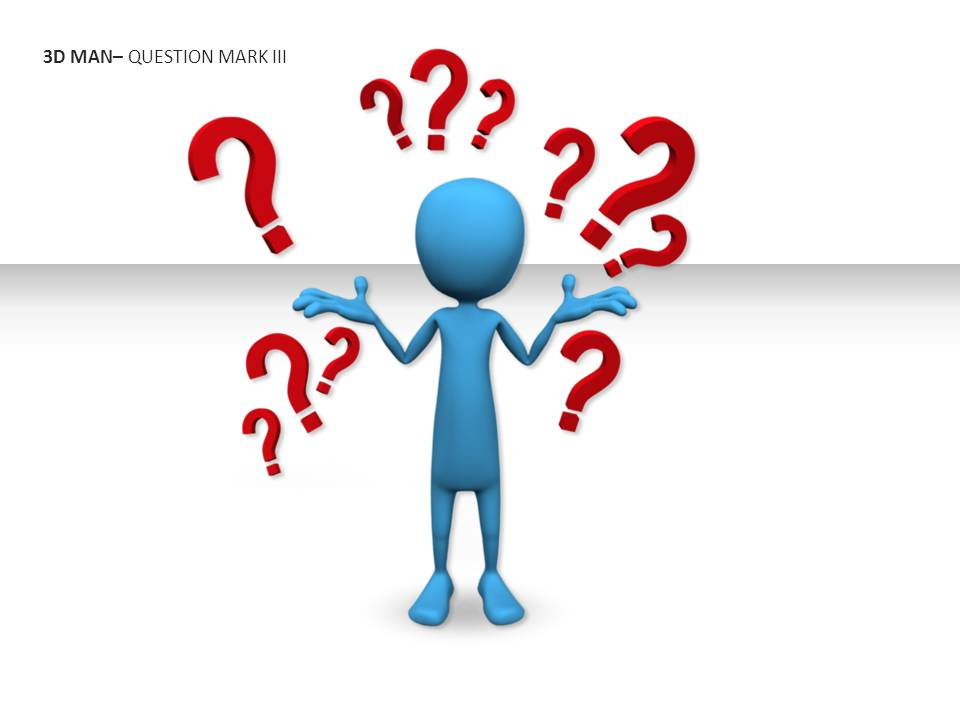 3D MAN– QUESTION MARK III
? ? ?
? ? ? ?
? ? ? ?